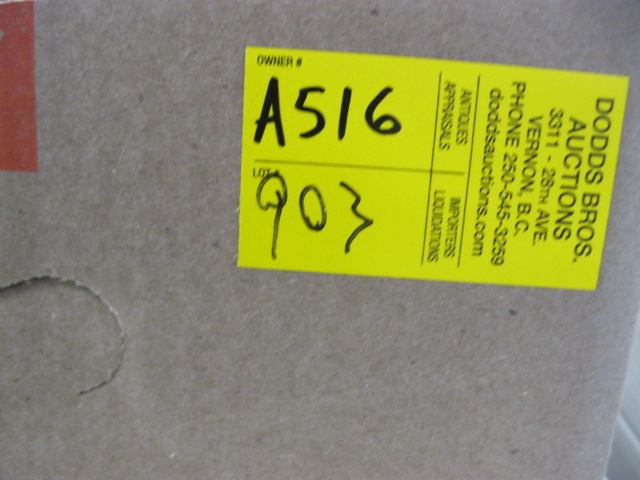 OWNER #
A516
LOT
903
ANTIQUES
APPRAISALS
IMPORTERS
LIQUIDATIONS
DODDS BROS.
AUCTIONS
3311 - 28TH AVE.
VERNON, B.C.
PHONE 250-545-3259
doddsauctions.com